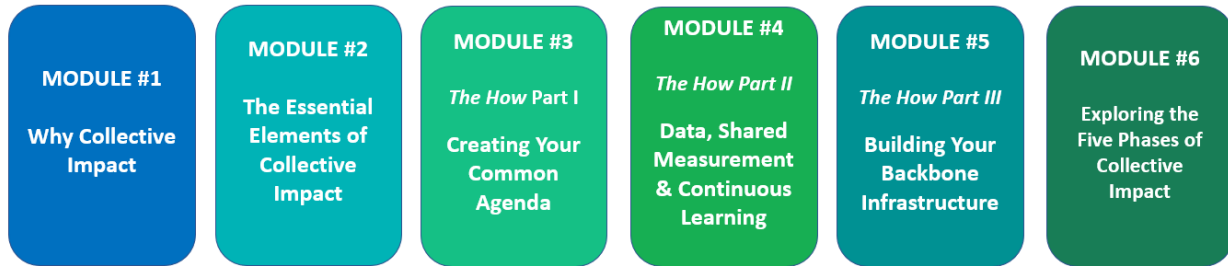 MODULE #1
Why Collective
Impact
MODULE #2
The Essential
Elements of
Collective
Impact
MODULE #3
The How Part I
Creating Your
Common
Agenda
MODULE #4
The How Part II
Data, Shared
Measurement
& Continuous
Learning
MODULE #5
The How Part III
Building Your
Backbone
Infrastructure
MODULE #6
Exploring the
Five Phases of
Collective
Impact